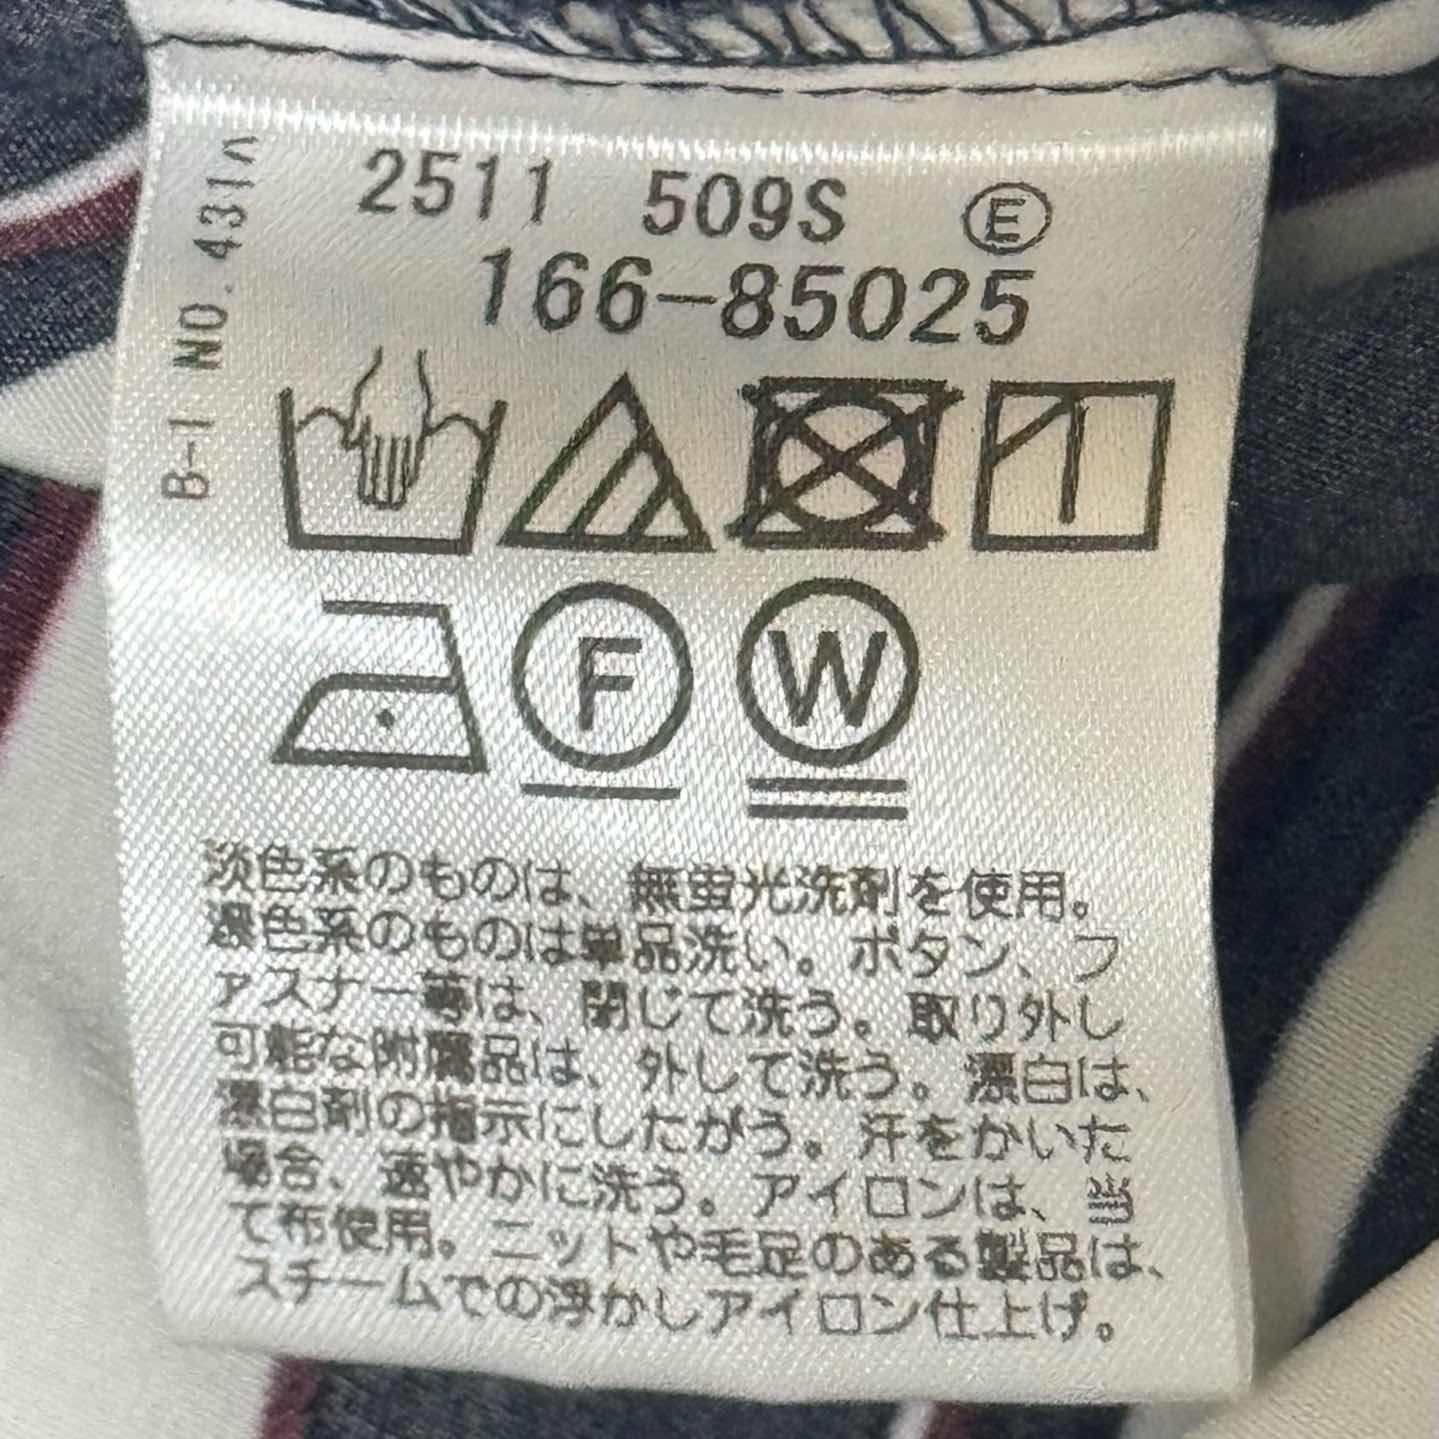 2511 509S Ⓔ
166-85025
B-1 NO.431
F
W
淡色系のものは、無蛍光洗剤を使用。
濃色系のものは単品洗い。ボタン、フ
ァスナー等は、閉じて洗う。取り外し
可能な附属品は、外して洗う。漂白は、
漂白剤の指示にしたがう。汗をかいた
場合、速やかに洗う。アイロンは、当
て布使用。ニットや毛足のある製品は、
スチームでの浮かしアイロン仕上げ。